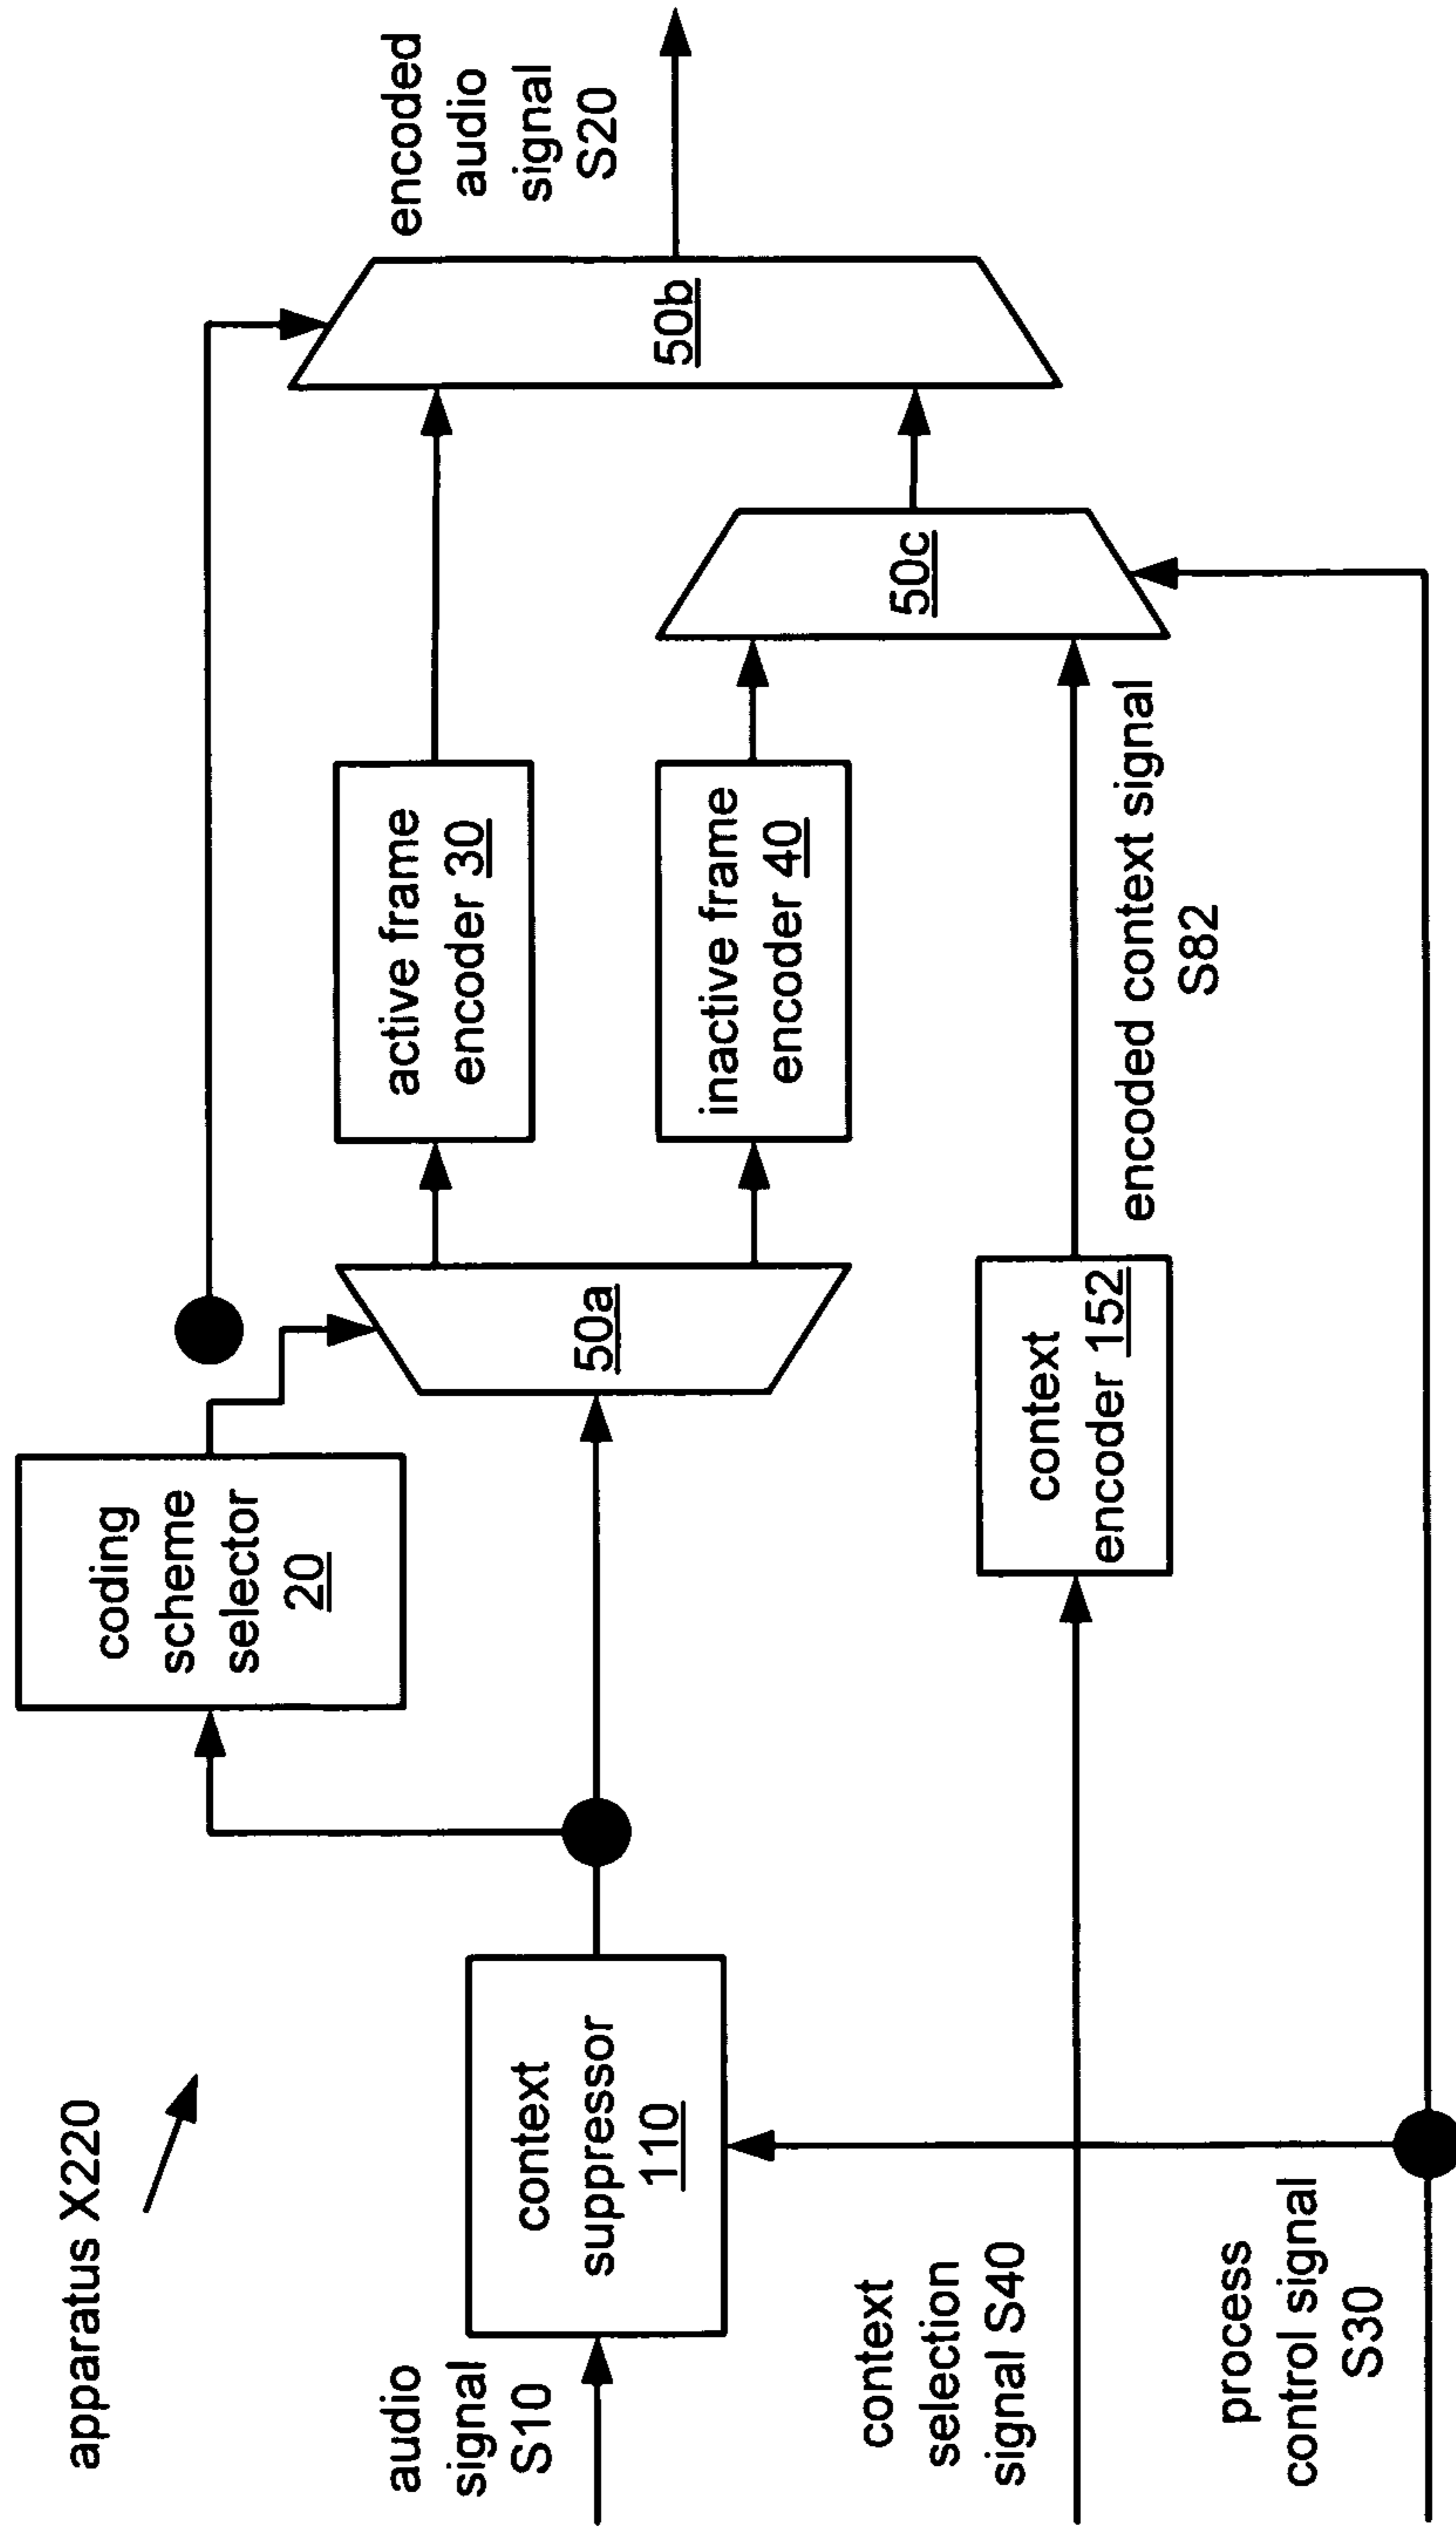 apparatus X220
coding
scheme
selector
20
encoded
audio
signal
S20
audio
signal
S10
context
suppressor
110
50a
active frame
encoder 30
inactive frame
encoder 40
50b
50c
context
selection
signal S40
context
encoder 152
encoded context signal
S82
process
control signal
S30